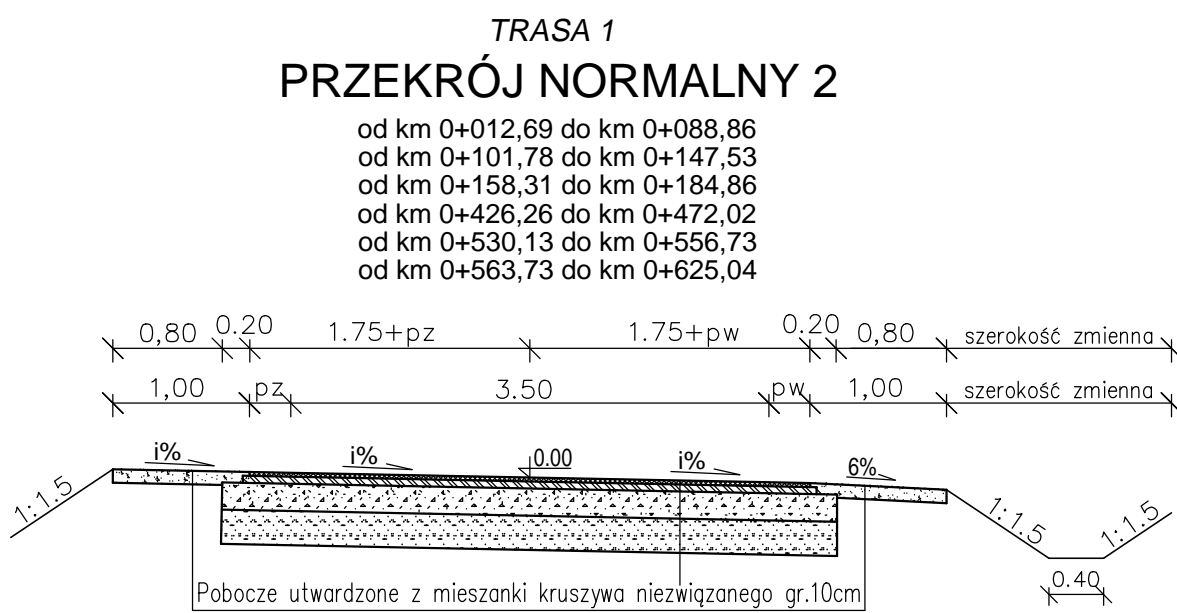 TRASA 1
PRZEKRÓJ NORMALNY 2
od km 0+012,69 do km 0+088,86
od km 0+101,78 do km 0+147,53
od km 0+158,31 do km 0+184,86
od km 0+426,26 do km 0+472,02
od km 0+530,13 do km 0+556,73
od km 0+563,73 do km 0+625,04
0,80 0.20 1.75+pz 1.75+pw 0.20 0,80 szerokość zmienna
1,00 pz 3.50 pw 1,00 szerokość zmienna
i% i% 0.00 i% 6%
1:1.5 1:1.5 1:1.5
0.40
Pobocze utwardzone z mieszanki kruszywa niezwiązanego gr.10cm